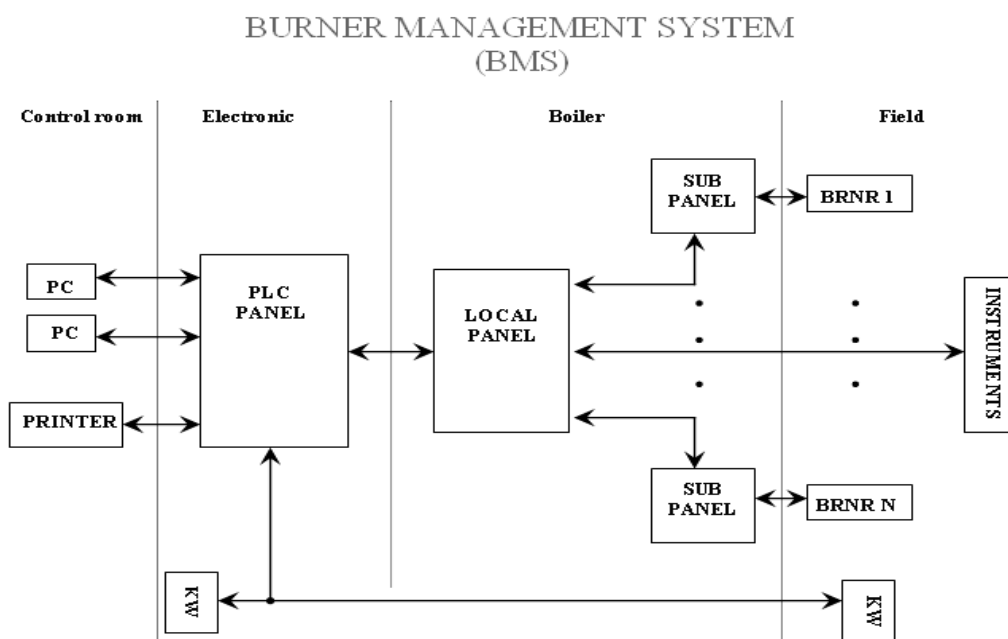 BURNER MANAGEMENT SYSTEM
(BMS)
Control room
Electronic
Boiler
Field
SUB
PANEL
BRNR 1
PC
PLC
PANEL
LOCAL
PANEL
INSTRUMENTS
PC
PRINTER
SUB
PANEL
BRNR N
KW
KW